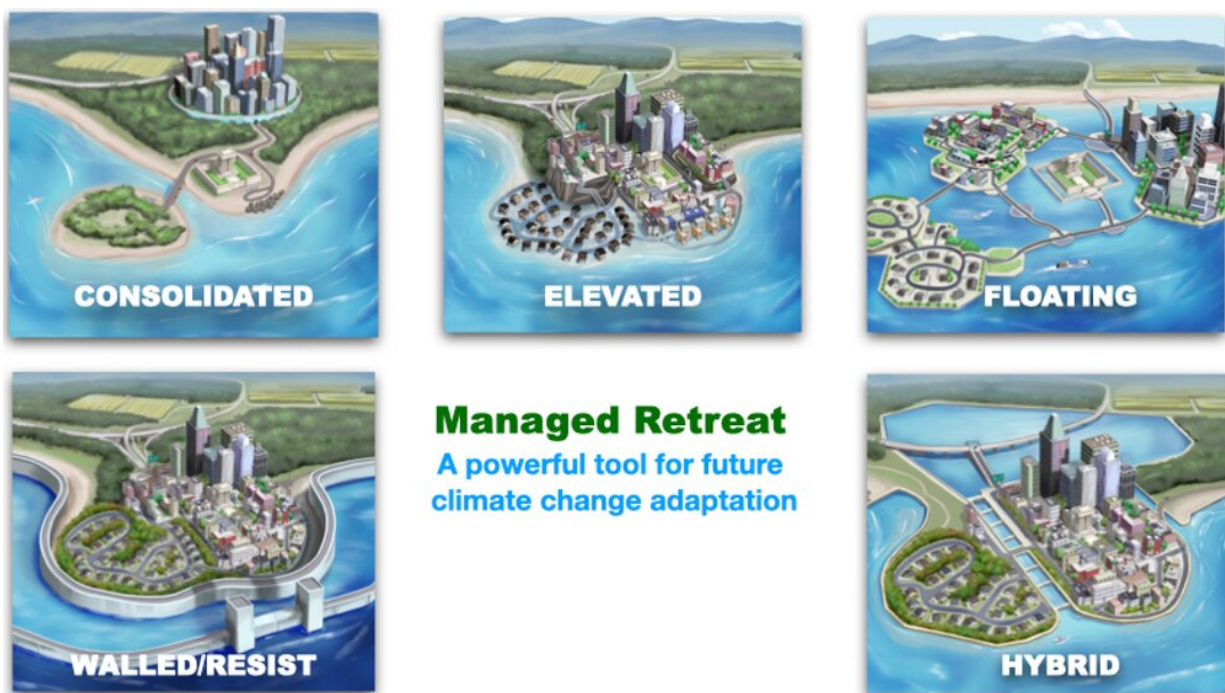 CONSOLIDATED
ELEVATED
FLOATING
WALLED/RESIST
Managed Retreat
A powerful tool for future
climate change adaptation
HYBRID